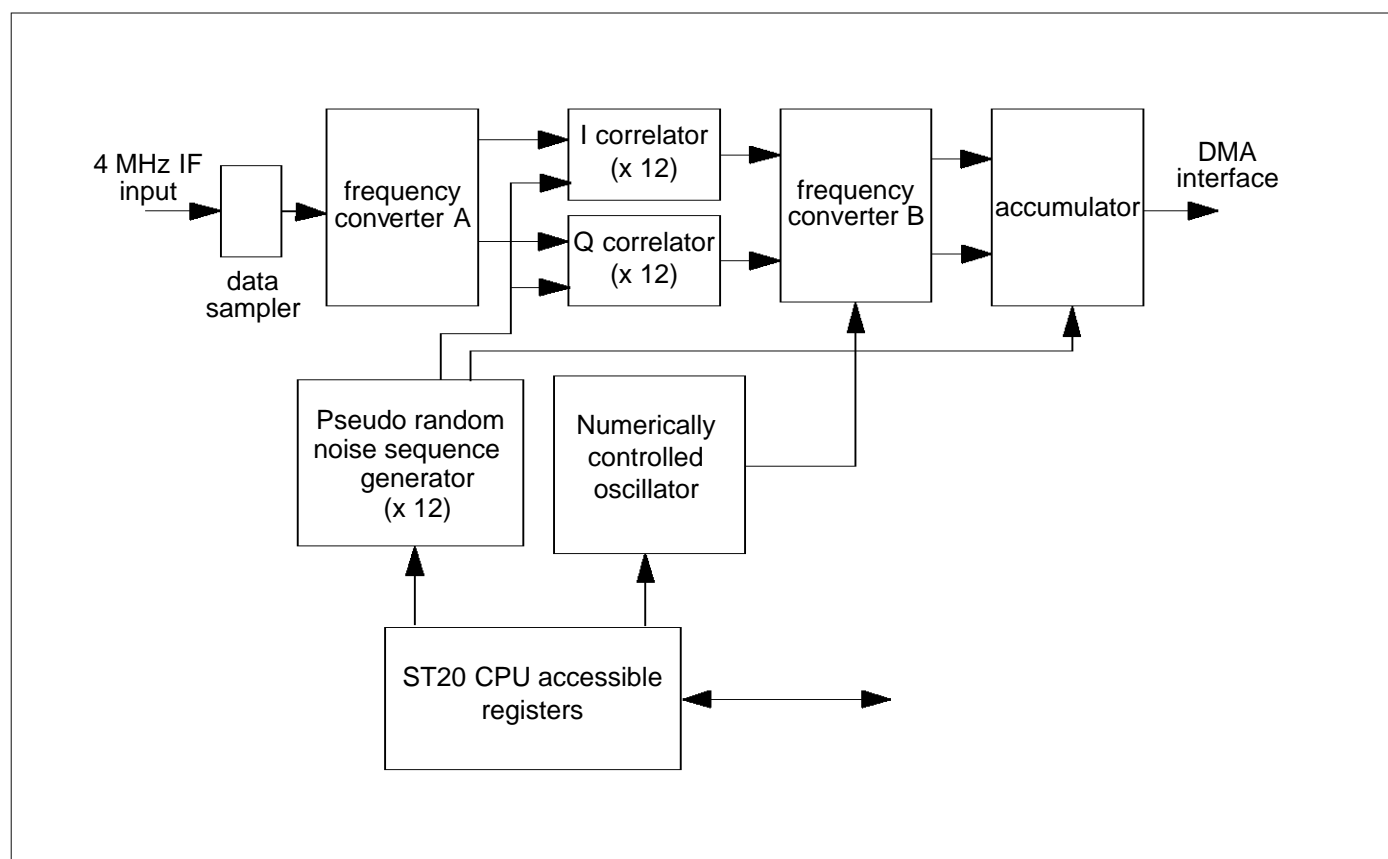 4 MHz IF
input
data
sampler
frequency
converter A
I correlator
(x 12)
Q correlator
(x 12)
frequency
converter B
accumulator
DMA
interface
Pseudo random
noise sequence
generator
(x 12)
Numerically
controlled
oscillator
ST20 CPU accessible
registers